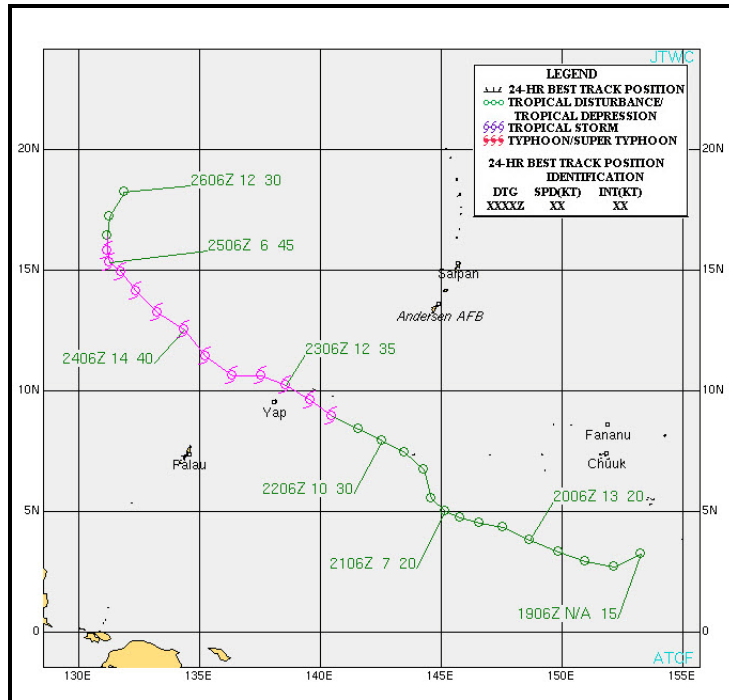 JTWC
LEGEND
24-HR BEST TRACK POSITION
TROPICAL DISTURBANCE/
TROPICAL DEPRESSION
TROPICAL STORM
TYPHOON/SUPER TYPHOON
24-HR BEST TRACK POSITION
IDENTIFICATION
DTG SPD(KT) INT(KT)
XXXXZ XX XX
20N 20N
2606Z 12 30
2506Z 6 45
15N 15N
Saipan
Andersen AFB
2406Z 14 40
2306Z 12 35
10N 10N
Yap
Fananu
Palau
Chuuk
2206Z 10 30
2006Z 13 20
5N 5N
2106Z 7 20
1906Z N/A 15
0 0
ATCF
130E 135E 140E 145E 150E 155E